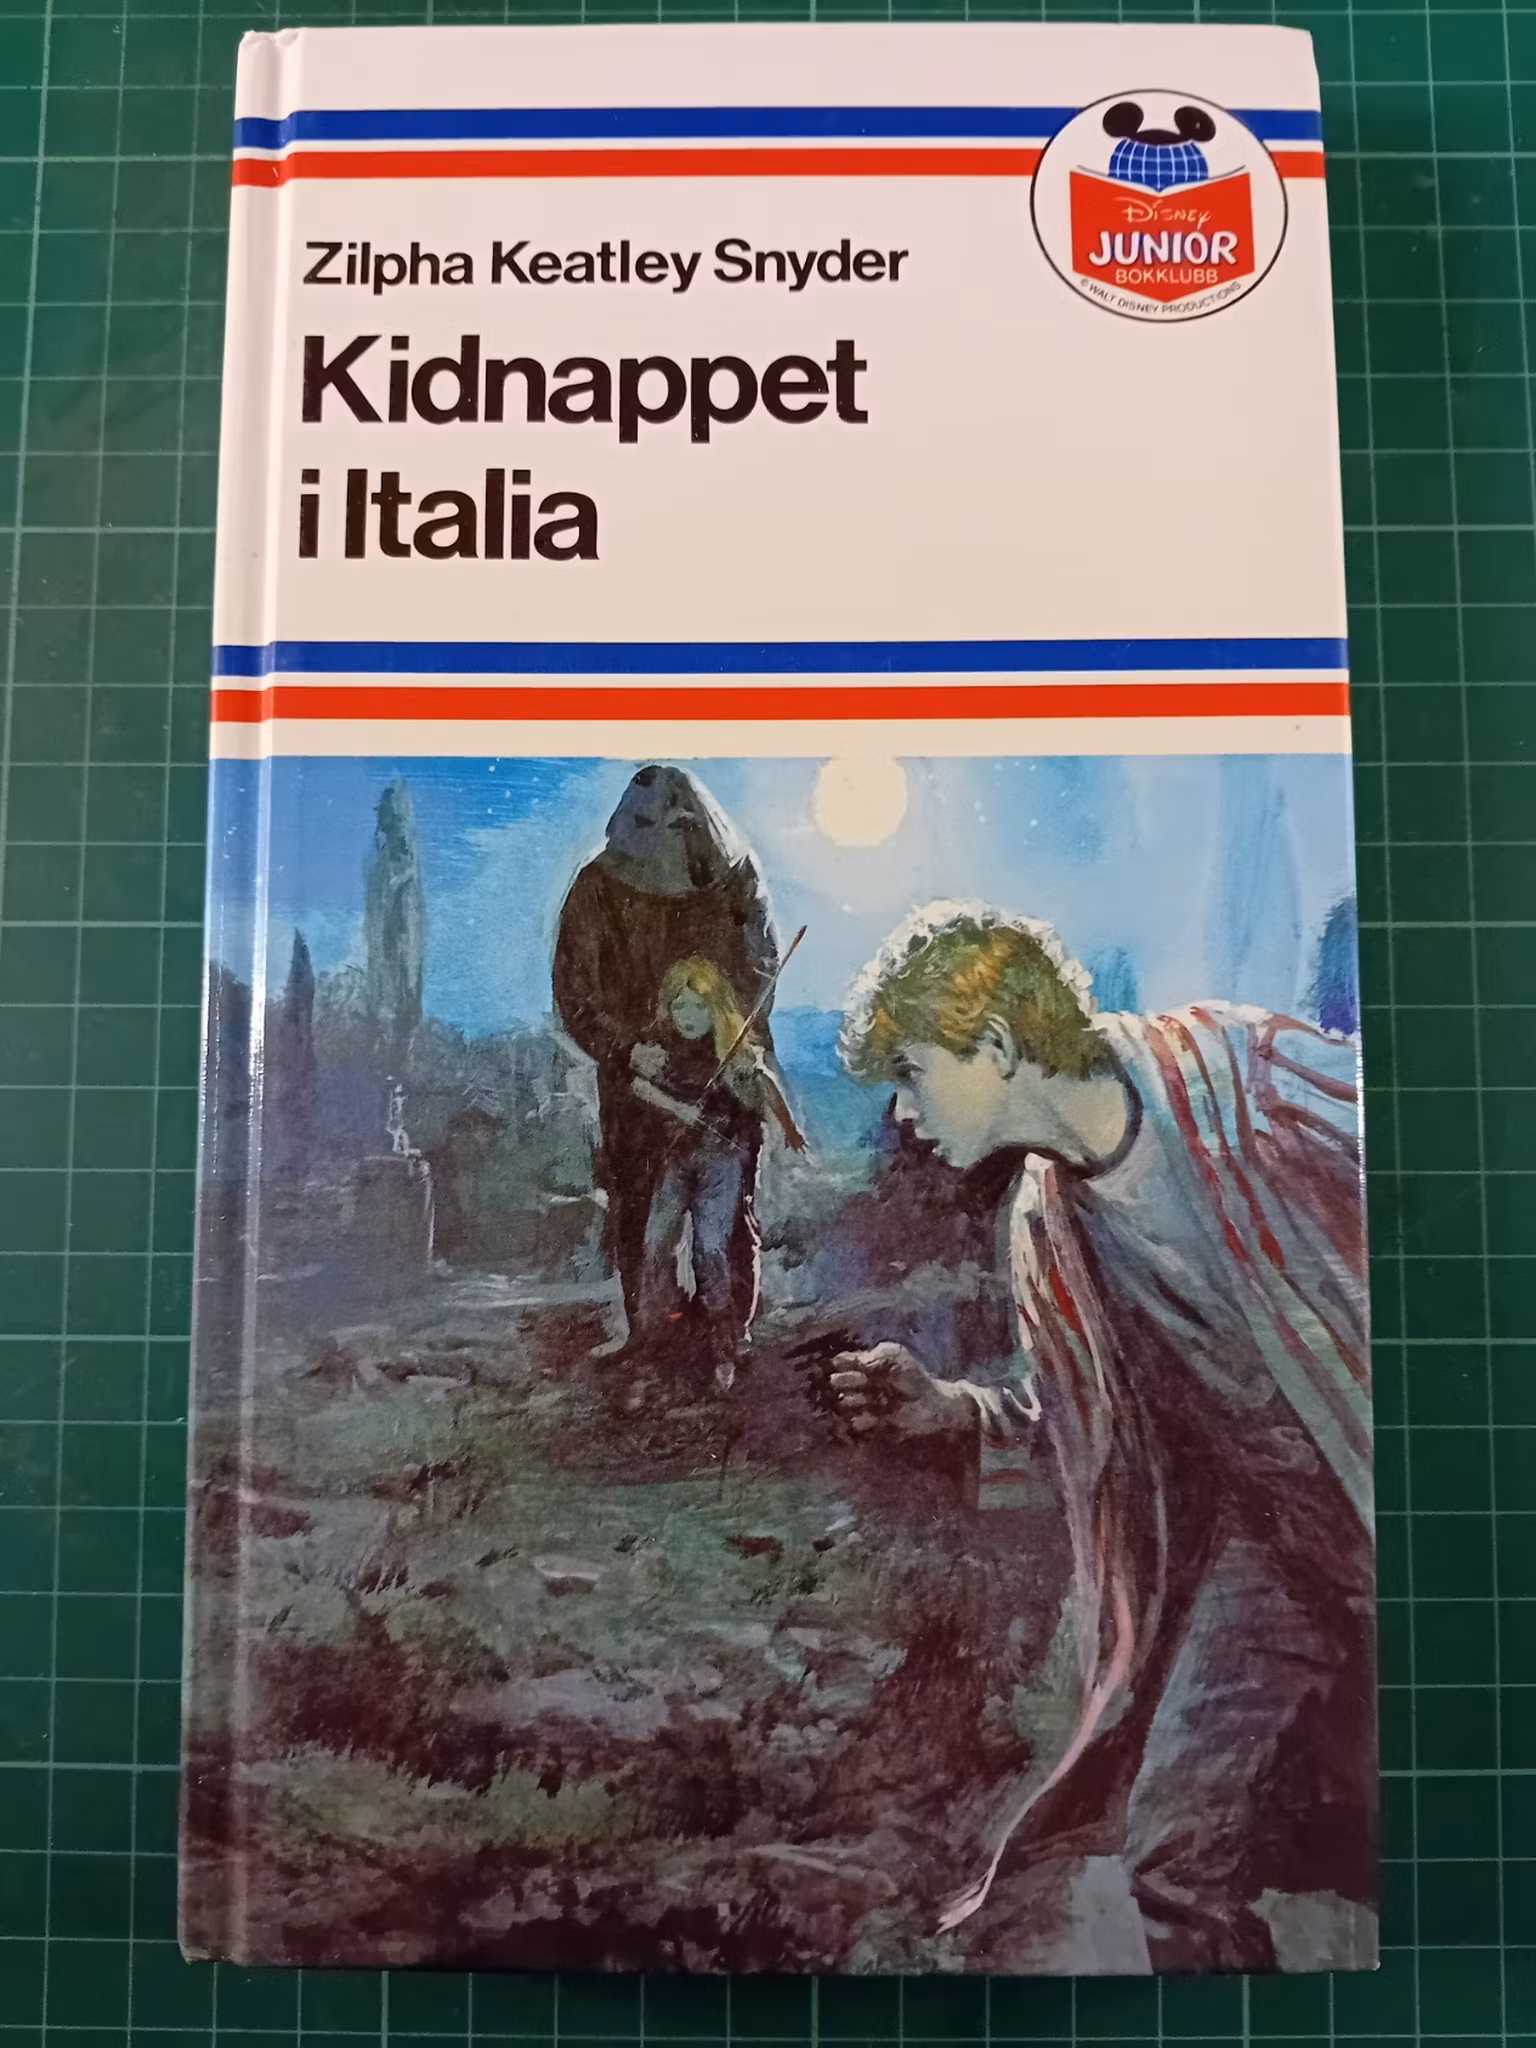 Disney
JUNIOR
BOKKLUBB
© WALT DISNEY PRODUCTIONS
Zilpha Keatley Snyder
Kidnappet
i Italia